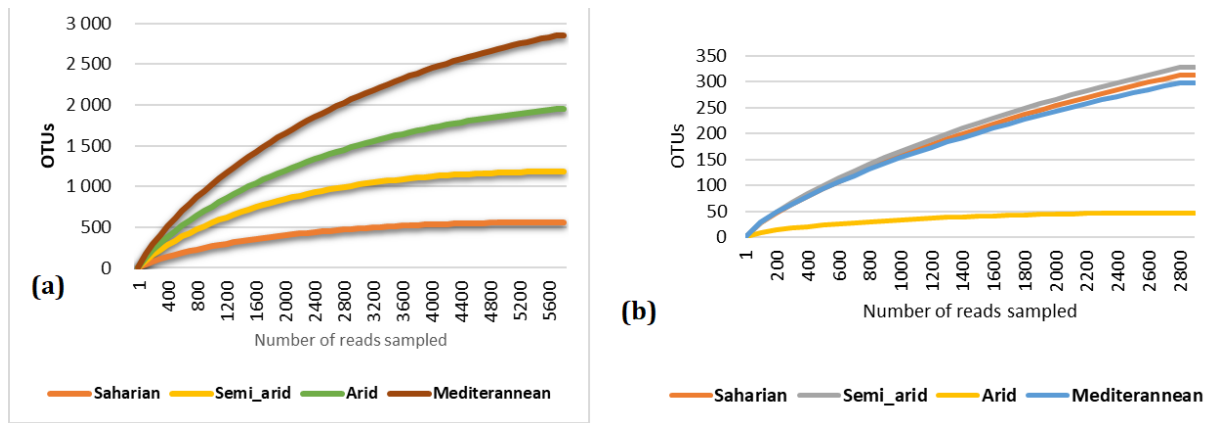 3 000
2 500
2 000
1 500
1 000
500
0
OTUs
1 400 800 1200 1600 2000 2400 2800 3200 3600 4000 4400 4800 5200 5600
(a)
Number of reads sampled
Saharian Semi_arid Arid Mediterannean
350
300
250
200
150
100
50
0
OTUs
1 200 400 600 800 1000 1200 1400 1600 1800 2000 2200 2400 2600 2800
(b)
Number of reads sampled
Saharian Semi_arid Arid Mediterannean